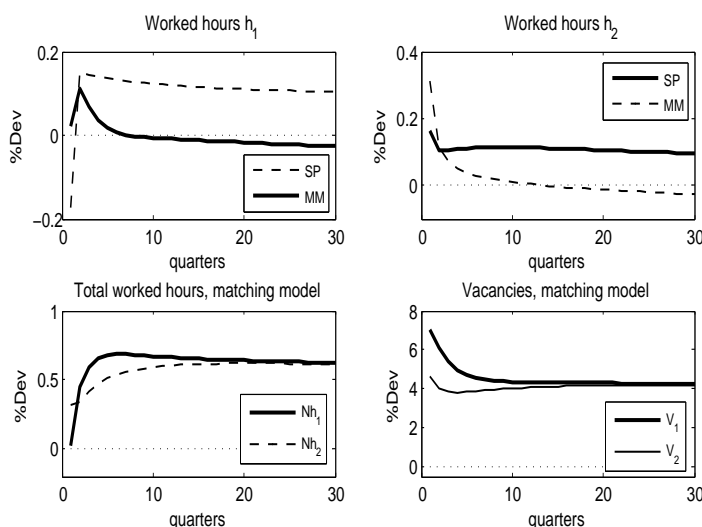 Worked hours h1
0.2
0
−0.2
%Dev
0
10
20
30
quarters
SP
MM
Worked hours h2
0.4
0.2
0
%Dev
0
10
20
30
quarters
SP
MM
Total worked hours, matching model
1
0.5
0
%Dev
0
10
20
30
quarters
Nh1
Nh2
Vacancies, matching model
8
6
4
2
0
%Dev
0
10
20
30
quarters
V1
V2